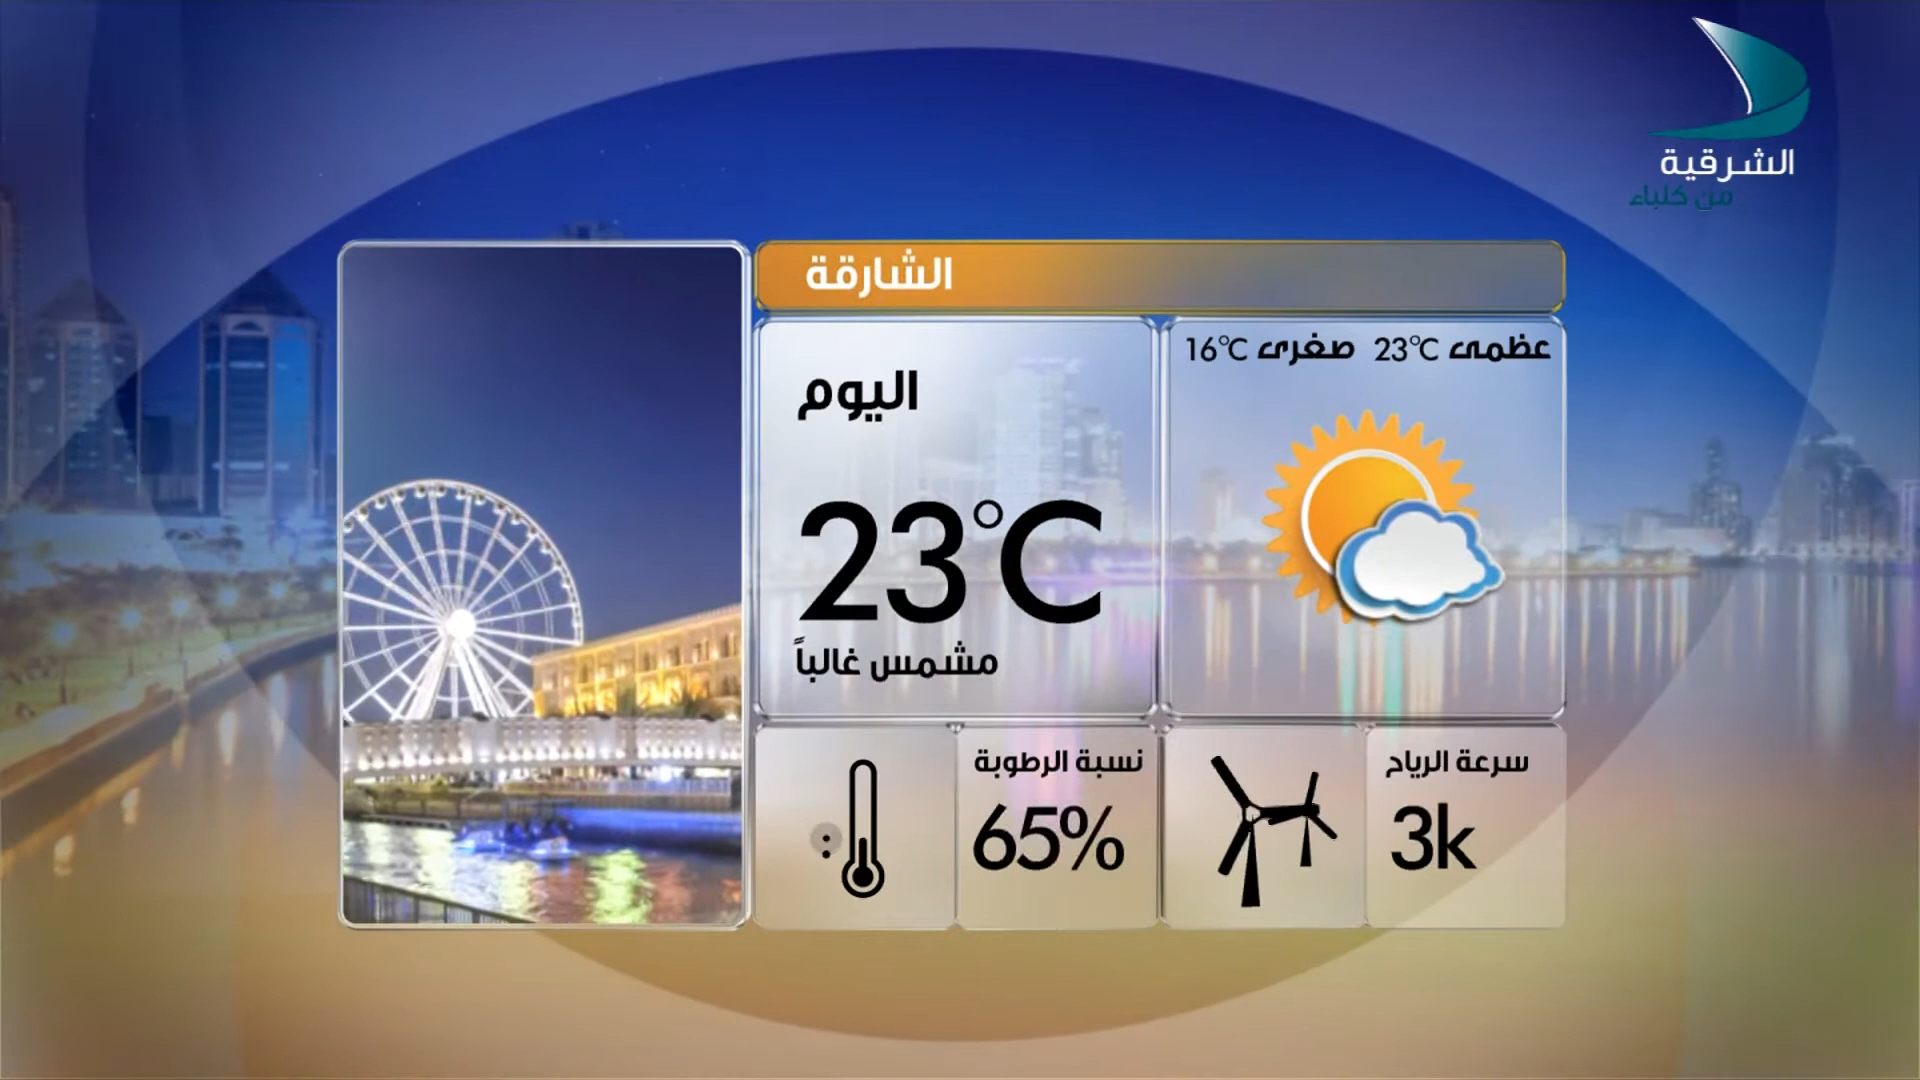 الشرقية
من كلباء
الشارقة
عظمى 23°C صغرى 16°C
اليوم
23°C
مشمس غالباً
سرعة الرياح
3k
نسبة الرطوبة
65%
: